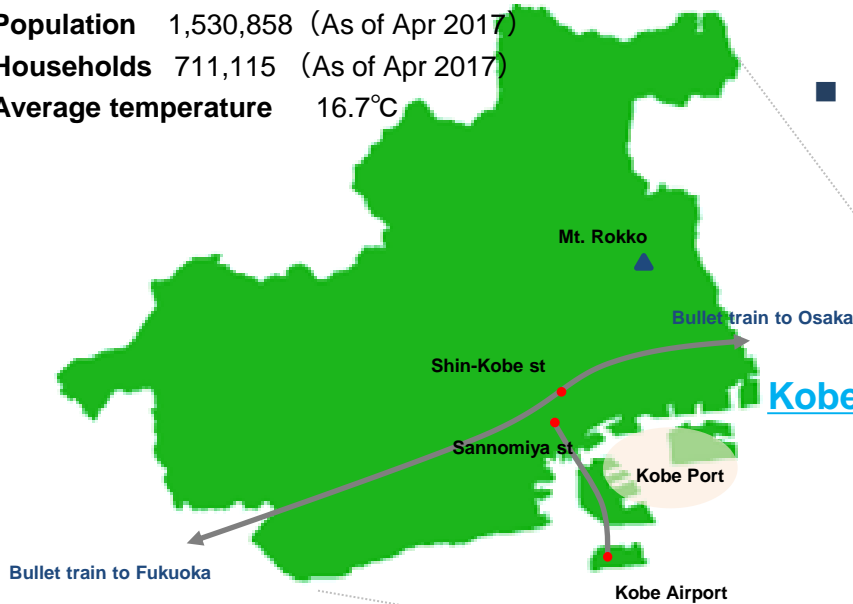 Population 1,530,858 （As of Apr 2017）
Households 711,115 （As of Apr 2017）
Average temperature 16.7℃
Mt. Rokko
Bullet train to Osaka
Shin-Kobe st
Kobe
Sannomiya st
Kobe Port
Bullet train to Fukuoka
Kobe Airport